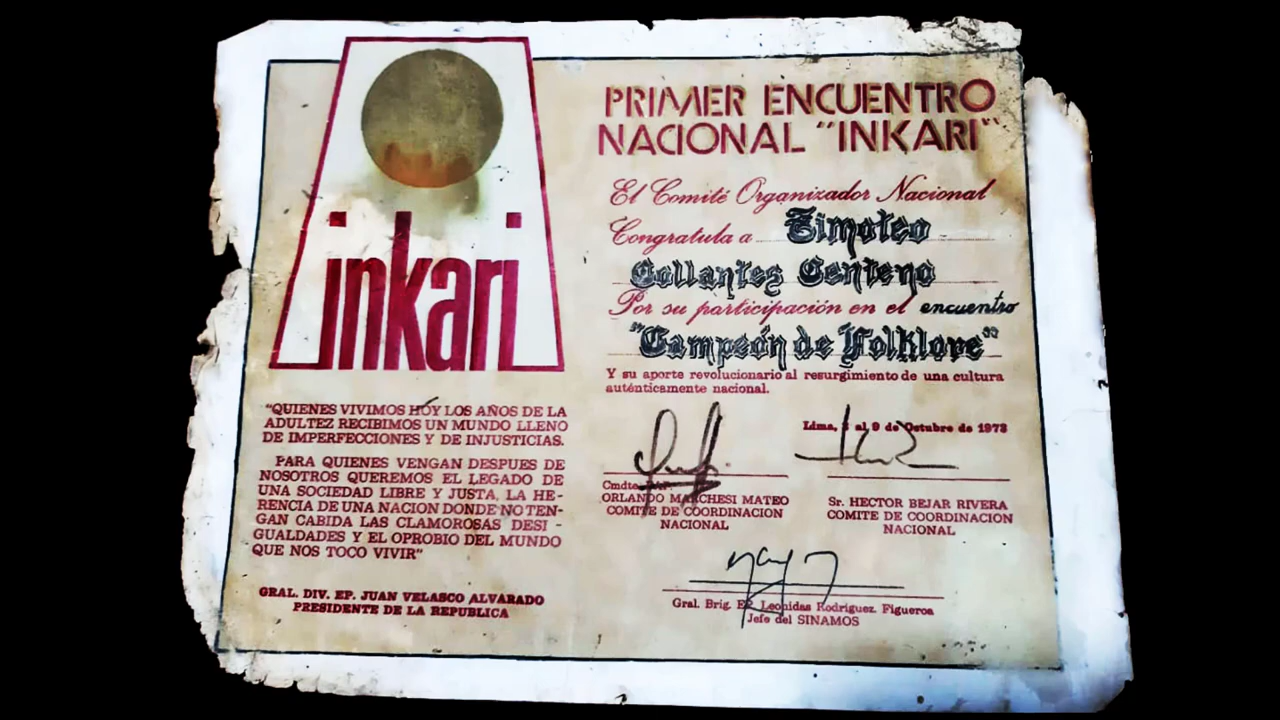 inkari
"QUIENES VIVIMOS HOY LOS AÑOS DE LA
ADULTEZ RECIBIMOS UN MUNDO LLENO
DE IMPERFECCIONES Y DE INJUSTICIAS.
PARA QUIENES VENGAN DESPUES DE
NOSOTROS QUEREMOS EL LEGADO DE
UNA SOCIEDAD LIBRE Y JUSTA, LA HE-
RENCIA DE UNA NACION DONDE NO TEN-
GAN CABIDA LAS CLAMOROSAS DESI-
GUALDADES Y EL OPROBIO DEL MUNDO
QUE NOS TOCO VIVIR"
GRAL. DIV. EP. JUAN VELASCO ALVARADO
PRESIDENTE DE LA REPUBLICA
PRIMER ENCUENTRO
NACIONAL "INKARI"
El Comité Organizador Nacional
Congratula a Timoteo
Collantes Centeno
Por su participación en el encuentro
"Campeón de Folklore"
Y su aporte revolucionario al resurgimiento de una cultura
auténticamente nacional.
Lima, al 9 de Octubre de 1973
Cmdte.
ORLANDO MARCHESI MATEO
COMITE DE COORDINACION
NACIONAL
Sr. HECTOR BEJAR RIVERA
COMITE DE COORDINACION
NACIONAL
Gral. Brig. EP. Leonidas Rodriguez Figueroa
Jefe del SINAMOS